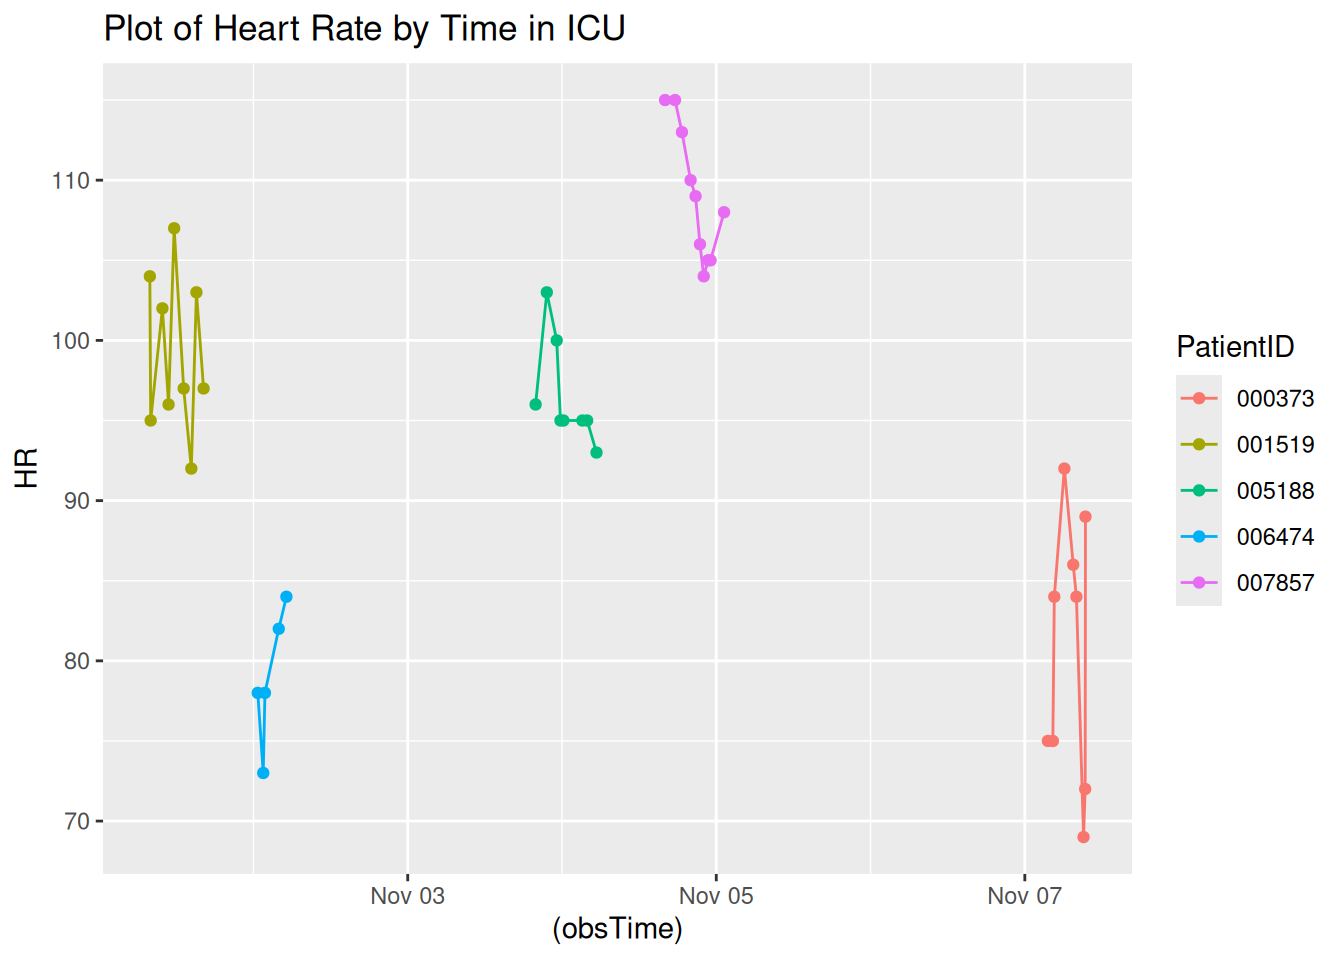 Plot of Heart Rate by Time in ICU
110
100
90
80
70
HR
Nov 03
Nov 05
Nov 07
(obsTime)
PatientID
000373
001519
005188
006474
007857